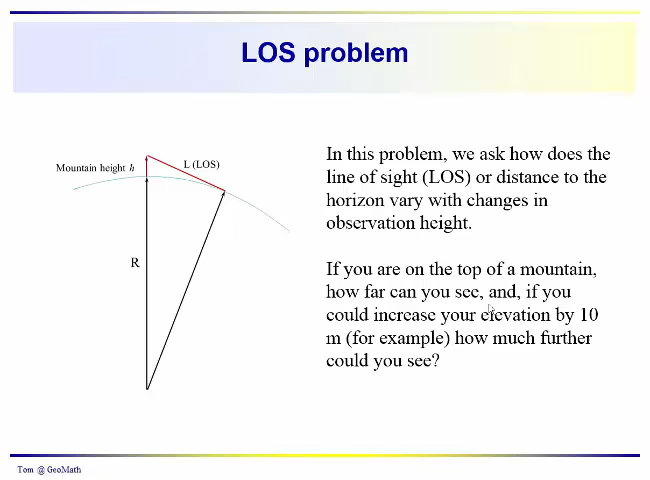 LOS problem
Mountain height h
L (LOS)
R
In this problem, we ask how does the
line of sight (LOS) or distance to the
horizon vary with changes in
observation height.
If you are on the top of a mountain,
how far can you see, and, if you
could increase your elevation by 10
m (for example) how much further
could you see?
Tom @ GeoMath